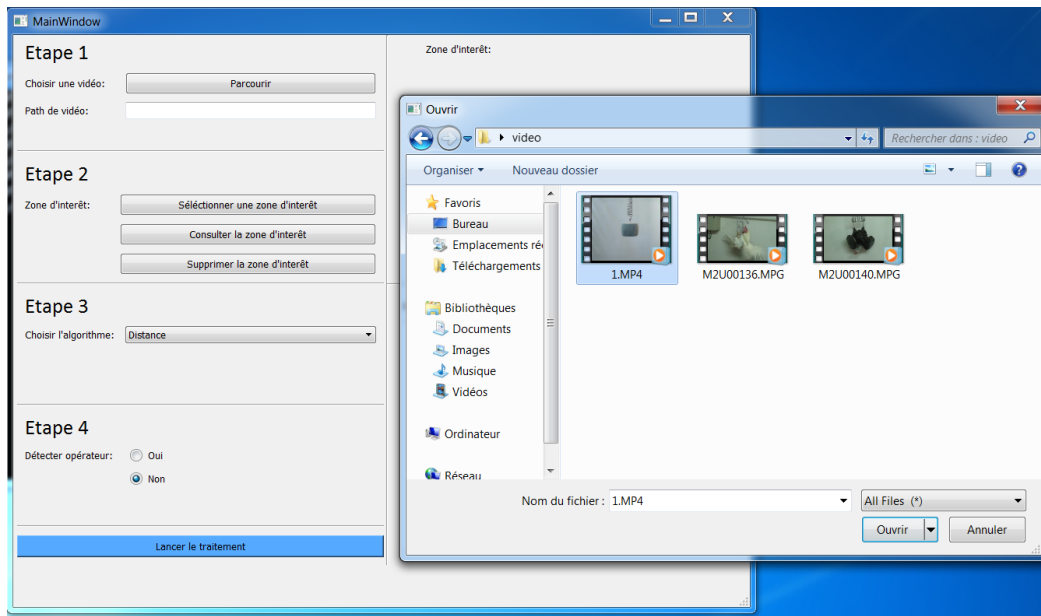 MainWindow
Etape 1
Choisir une vidéo:
Parcourir
Path de vidéo:
Etape 2
Zone d'interêt:
Séléctionner une zone d'interêt
Consulter la zone d'interêt
Supprimer la zone d'interêt
Etape 3
Choisir l'algorithme:
Distance
Etape 4
Détecter opérateur:
Oui
Non
Lancer le traitement
Zone d'interêt:
Ouvrir
video
Rechercher dans : video
Organiser
Nouveau dossier
Favoris
Bureau
Emplacements ré
Téléchargements
Bibliothèques
Documents
Images
Musique
Vidéos
Ordinateur
Réseau
1.MP4
M2U00136.MPG
M2U00140.MPG
Nom du fichier :
1.MP4
All Files (*)
Ouvrir
Annuler